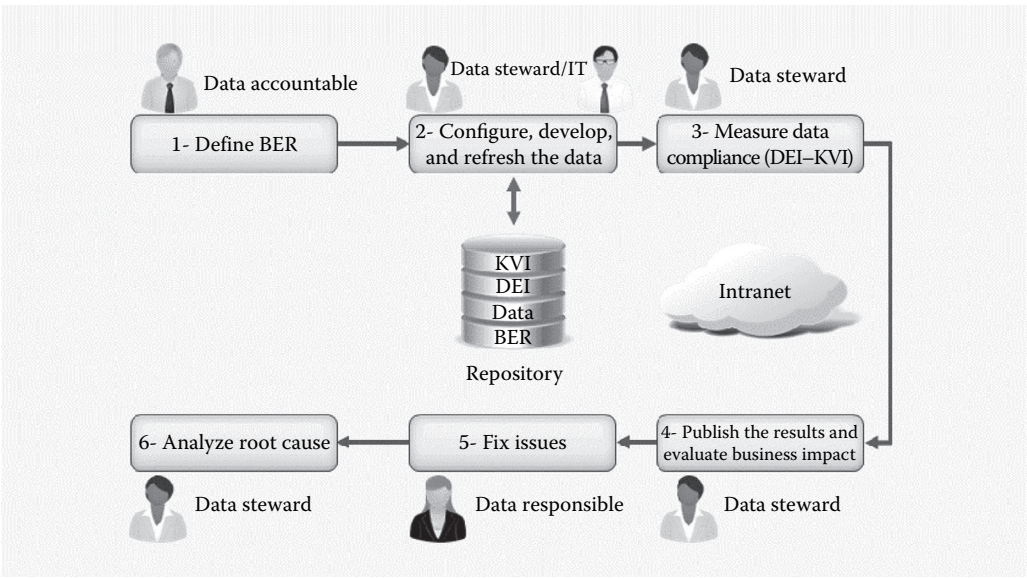 Data accountable
1- Define BER
Data steward/IT
2- Configure, develop,
and refresh the data
Data steward
3- Measure data
compliance (DEI–KVI)
KVI
DEI
Data
BER
Repository
Intranet
4- Publish the results and
evaluate business impact
Data steward
5- Fix issues
Data responsible
6- Analyze root cause
Data steward